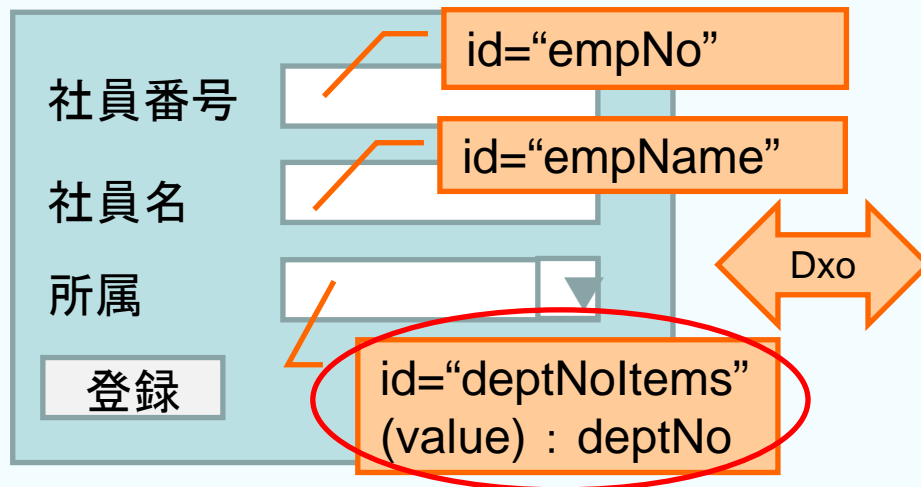 id=“empNo”
社員番号
id=“empName”
社員名
Dxo
所属
id=“deptNoItems”
(value)：deptNo
登録